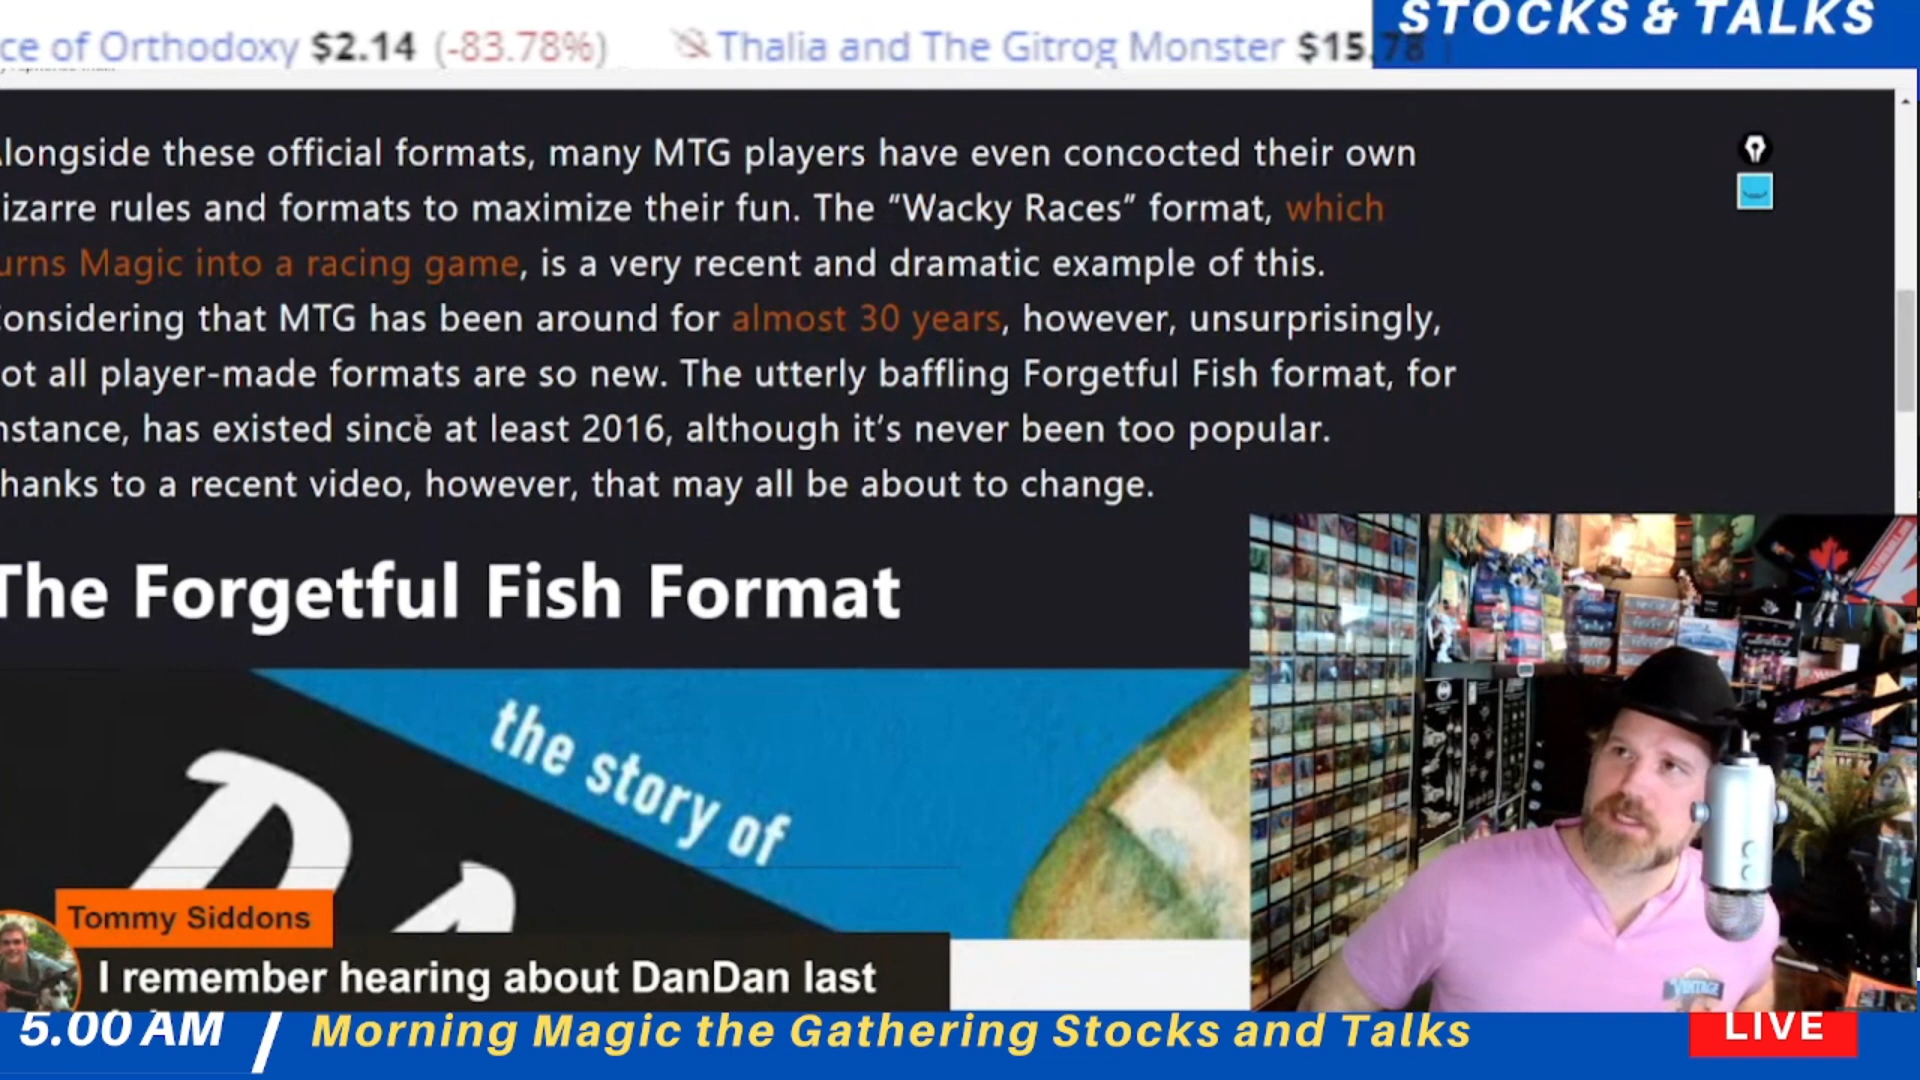 STOCKS & TALKS
ce of Orthodoxy $2.14 (-83.78%) Thalia and The Gitrog Monster $15.78
longside these official formats, many MTG players have even concocted their own
izarre rules and formats to maximize their fun. The “Wacky Races” format, which
urns Magic into a racing game, is a very recent and dramatic example of this.
onsidering that MTG has been around for almost 30 years, however, unsurprisingly,
ot all player-made formats are so new. The utterly baffling Forgetful Fish format, for
nstance, has existed since at least 2016, although it’s never been too popular.
hanks to a recent video, however, that may all be about to change.
The Forgetful Fish Format
the story of
Tommy Siddons
I remember hearing about DanDan last
VINTAGE
5.00 AM / Morning Magic the Gathering Stocks and Talks
LIVE